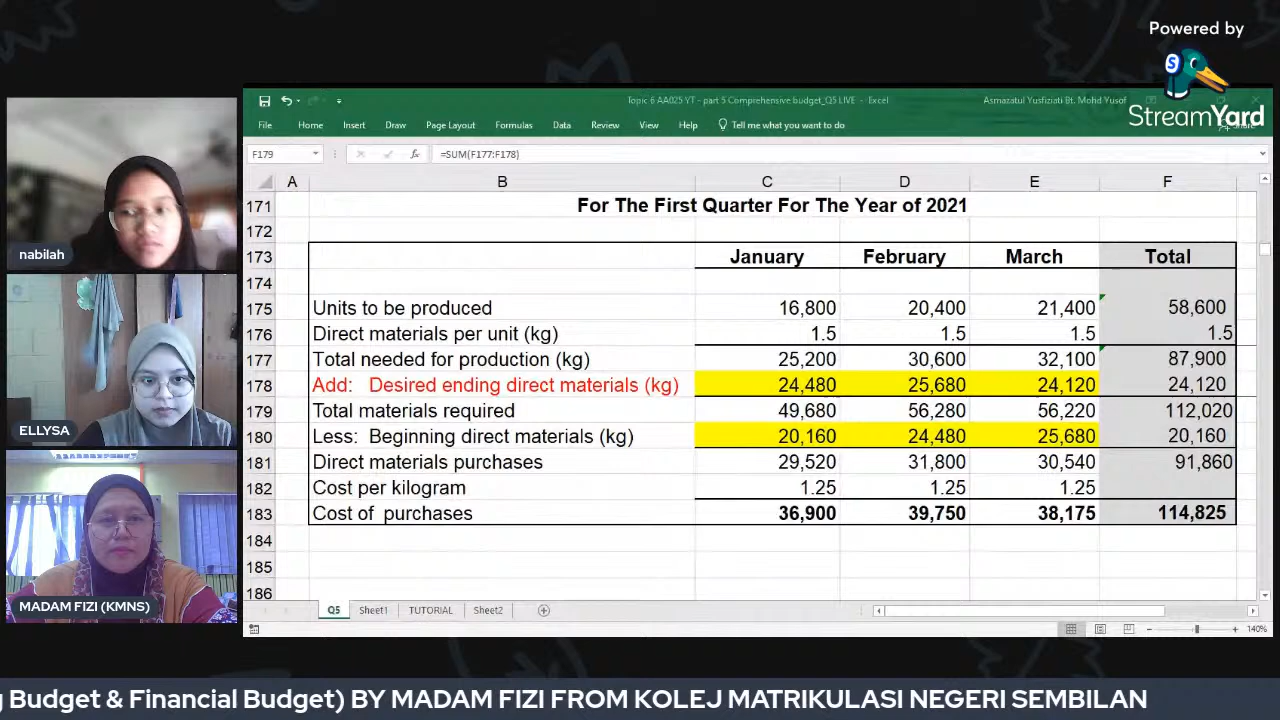 Powered by
StreamYard
Topic 6 AA025 YT - part 5 Comprehensive budget_Q5 LIVE - Excel
Asmazatul Yusfiziati Bt. Mohd Yusof
File Home Insert Draw Page Layout Formulas Data Review View Help Tell me what you want to do
F179 fx =SUM(F177:F178)
A B C D E F
171 For The First Quarter For The Year of 2021
172
173 January February March Total
174
175 Units to be produced 16,800 20,400 21,400 58,600
176 Direct materials per unit (kg) 1.5 1.5 1.5 1.5
177 Total needed for production (kg) 25,200 30,600 32,100 87,900
178 Add: Desired ending direct materials (kg) 24,480 25,680 24,120 24,120
179 Total materials required 49,680 56,280 56,220 112,020
180 Less: Beginning direct materials (kg) 20,160 24,480 25,680 20,160
181 Direct materials purchases 29,520 31,800 30,540 91,860
182 Cost per kilogram 1.25 1.25 1.25
183 Cost of purchases 36,900 39,750 38,175 114,825
184
185
186
Q5 Sheet1 TUTORIAL Sheet2
140%
nabilah
ELLYSA
MADAM FIZI (KMNS)
Budget & Financial Budget) BY MADAM FIZI FROM KOLEJ MATRIKULASI NEGERI SEMBILAN